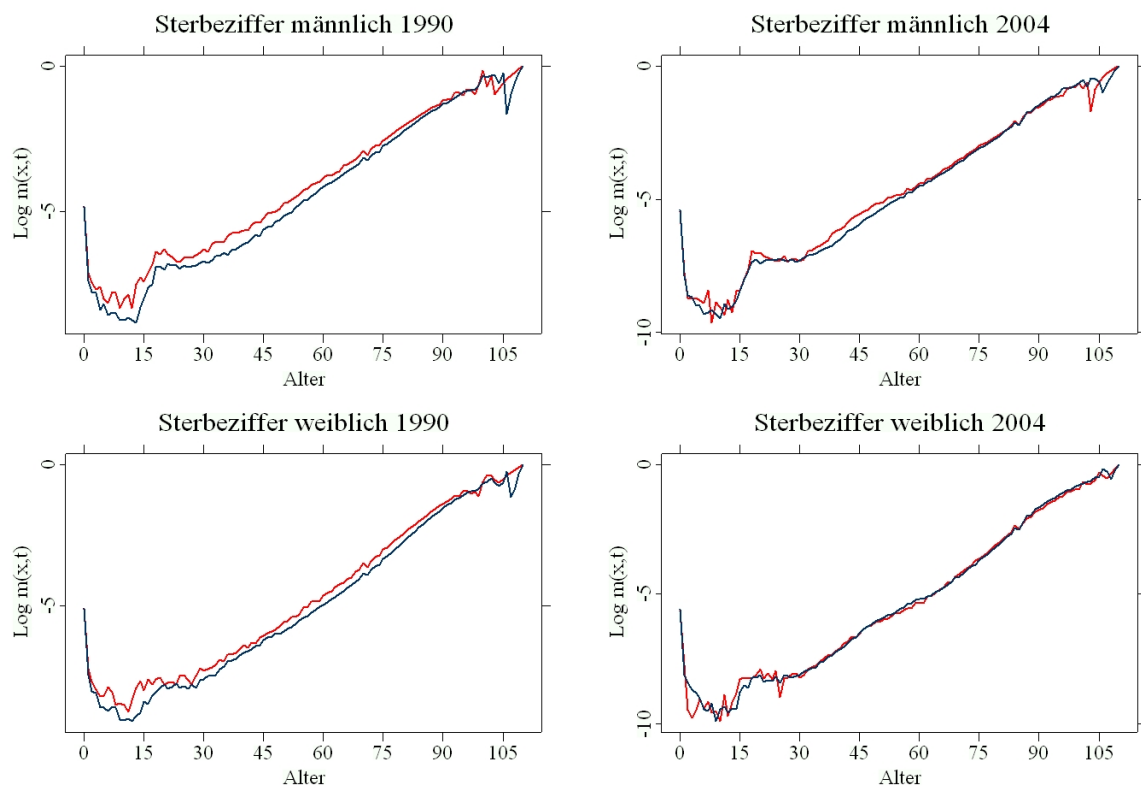 Sterbeziffer männlich 1990
0
-5
Log m(x,t)
0 15 30 45 60 75 90 105
Alter
Sterbeziffer männlich 2004
0
-5
-10
Log m(x,t)
0 15 30 45 60 75 90 105
Alter
Sterbeziffer weiblich 1990
0
-5
Log m(x,t)
0 15 30 45 60 75 90 105
Alter
Sterbeziffer weiblich 2004
0
-5
-10
Log m(x,t)
0 15 30 45 60 75 90 105
Alter